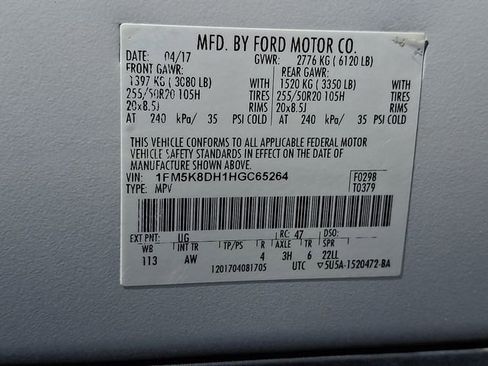 MFD. BY FORD MOTOR CO.
DATE: 04/17 GVWR: 2776 KG ( 6120 LB)
FRONT GAWR: REAR GAWR:
1397 KG ( 3080 LB) WITH 1520 KG ( 3350 LB) WITH
255/50R20 105H TIRES 255/50R20 105H TIRES
20x8.5J RIMS 20x8.5J RIMS
AT 240 kPa/ 35 PSI COLD AT 240 kPa/ 35 PSI COLD
THIS VEHICLE CONFORMS TO ALL APPLICABLE FEDERAL MOTOR
VEHICLE SAFETY STANDARDS IN EFFECT ON THE DATE OF
MANUFACTURE SHOWN ABOVE.
VIN: 1FM5K8DH1HGC65264 F0298
TYPE: MPV T0379
EXT PNT: UG RC: 47 DSO:
WB INT TR TP/PS R AXLE TR SPR
113 AW 4 3H 6 22LL
1201704081705 UTC ▽5U5A-1520472-BA